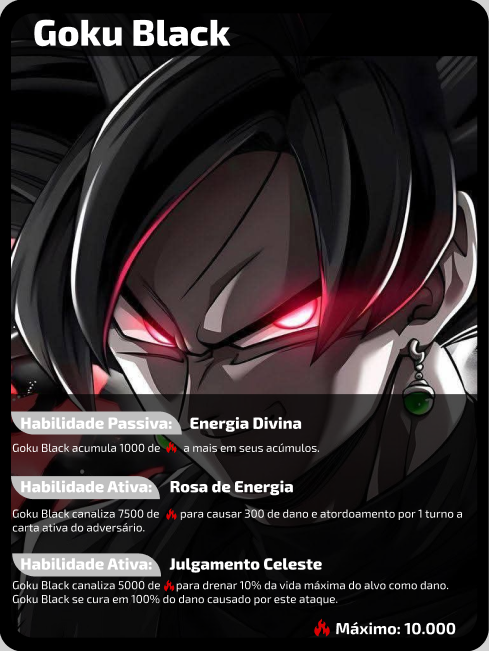 Goku Black
Habilidade Passiva: Energia Divina
Goku Black acumula 1000 de a mais em seus acúmulos.
Habilidade Ativa: Rosa de Energia
Goku Black canaliza 7500 de para causar 300 de dano e atordoamento por 1 turno a
carta ativa do adversário.
Habilidade Ativa: Julgamento Celeste
Goku Black canaliza 5000 de para drenar 10% da vida máxima do alvo como dano.
Goku Black se cura em 100% do dano causado por este ataque.
Máximo: 10.000